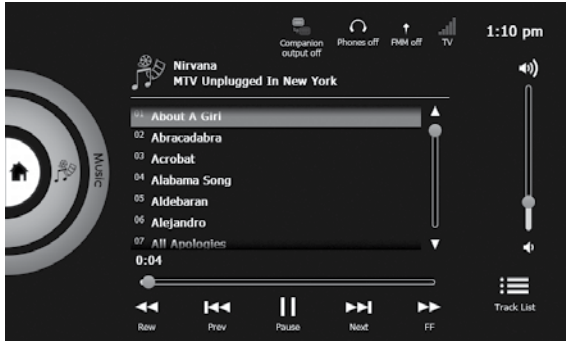 Companion
output off
Phones off
FMM off
TV
1:10 pm
Nirvana
MTV Unplugged In New York
01 About A Girl
02 Abracadabra
03 Acrobat
04 Alabama Song
05 Aldebaran
06 Alejandro
07 All Apologies
Music
0:04
Rew
Prev
Pause
Next
FF
Track List